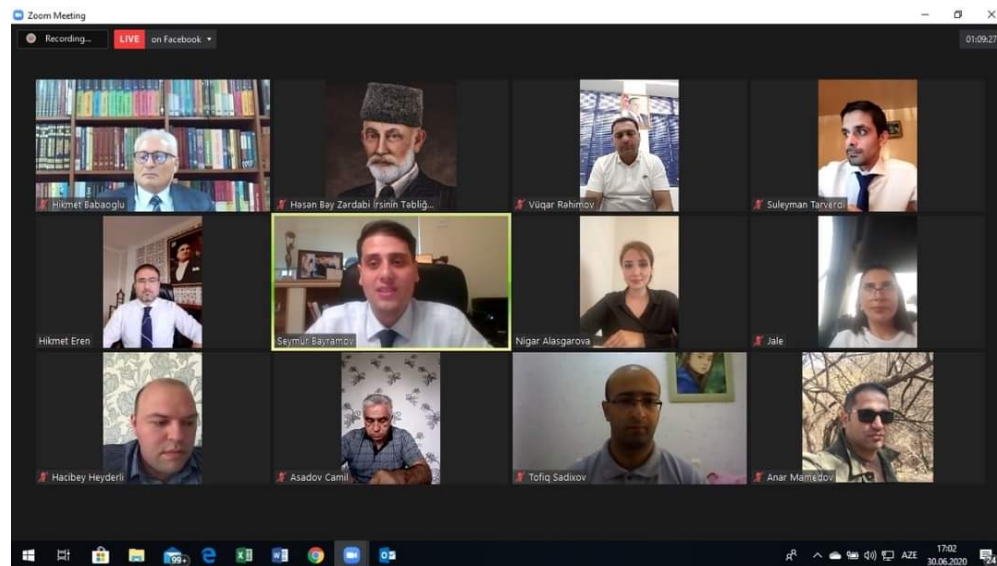 Zoom Meeting
Recording...
LIVE on Facebook
01:09:27
Hikmet Babaoglu
Həsən Bəy Zərdabi İrsinin Təbliğ...
Vüqar Rəhimov
Suleyman Tarverdi
Hikmet Eren
Seymur Bayramov
Nigar Alasgarova
Jale
Hacibey Heyderli
Asadov Camil
Tofiq Sadixov
Anar Mamedov
99+
AZE
17:02
30.06.2020
24